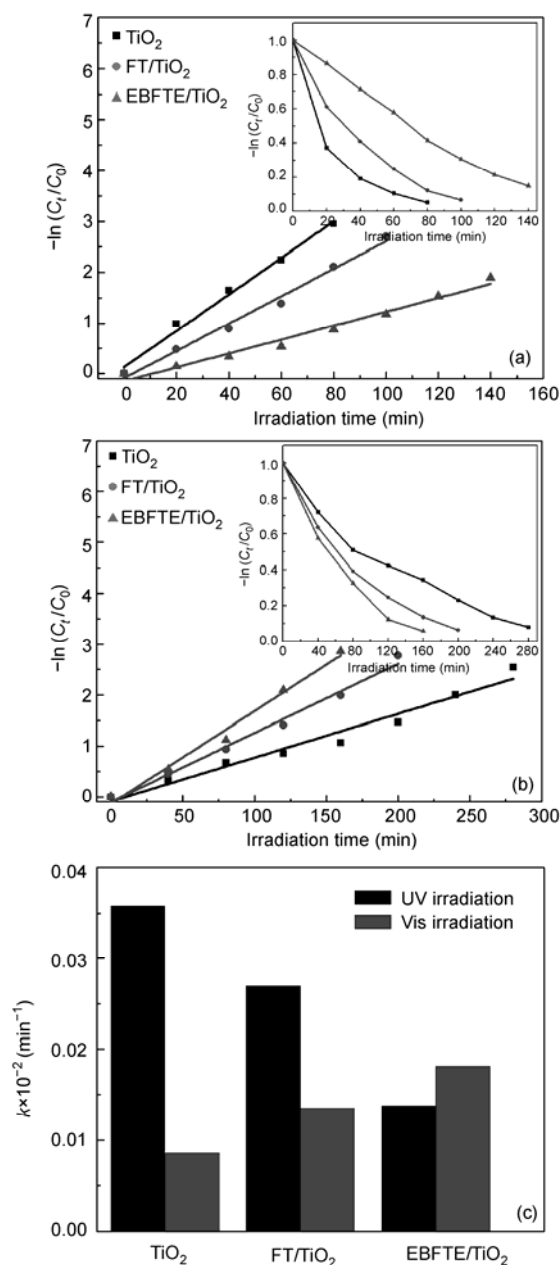 7
6
5
4
3
2
1
0
−ln (Ct/C0)
TiO2
FT/TiO2
EBFTE/TiO2
1.0
0.8
0.6
0.4
0.2
0.0
−ln (Ct/C0)
0 20 40 60 80 100 120 140
Irradiation time (min)
(a)
0 20 40 60 80 100 120 140 160
Irradiation time (min)
7
6
5
4
3
2
1
0
−ln (Ct/C0)
TiO2
FT/TiO2
EBFTE/TiO2
1.0
0.8
0.6
0.4
0.2
0.0
−ln (Ct/C0)
0 40 80 120 160 200 240 280
Irradiation time (min)
(b)
0 50 100 150 200 250 300
Irradiation time (min)
0.04
0.03
0.02
0.01
0.00
k×10−2 (min−1)
UV irradiation
Vis irradiation
(c)
TiO2 FT/TiO2 EBFTE/TiO2